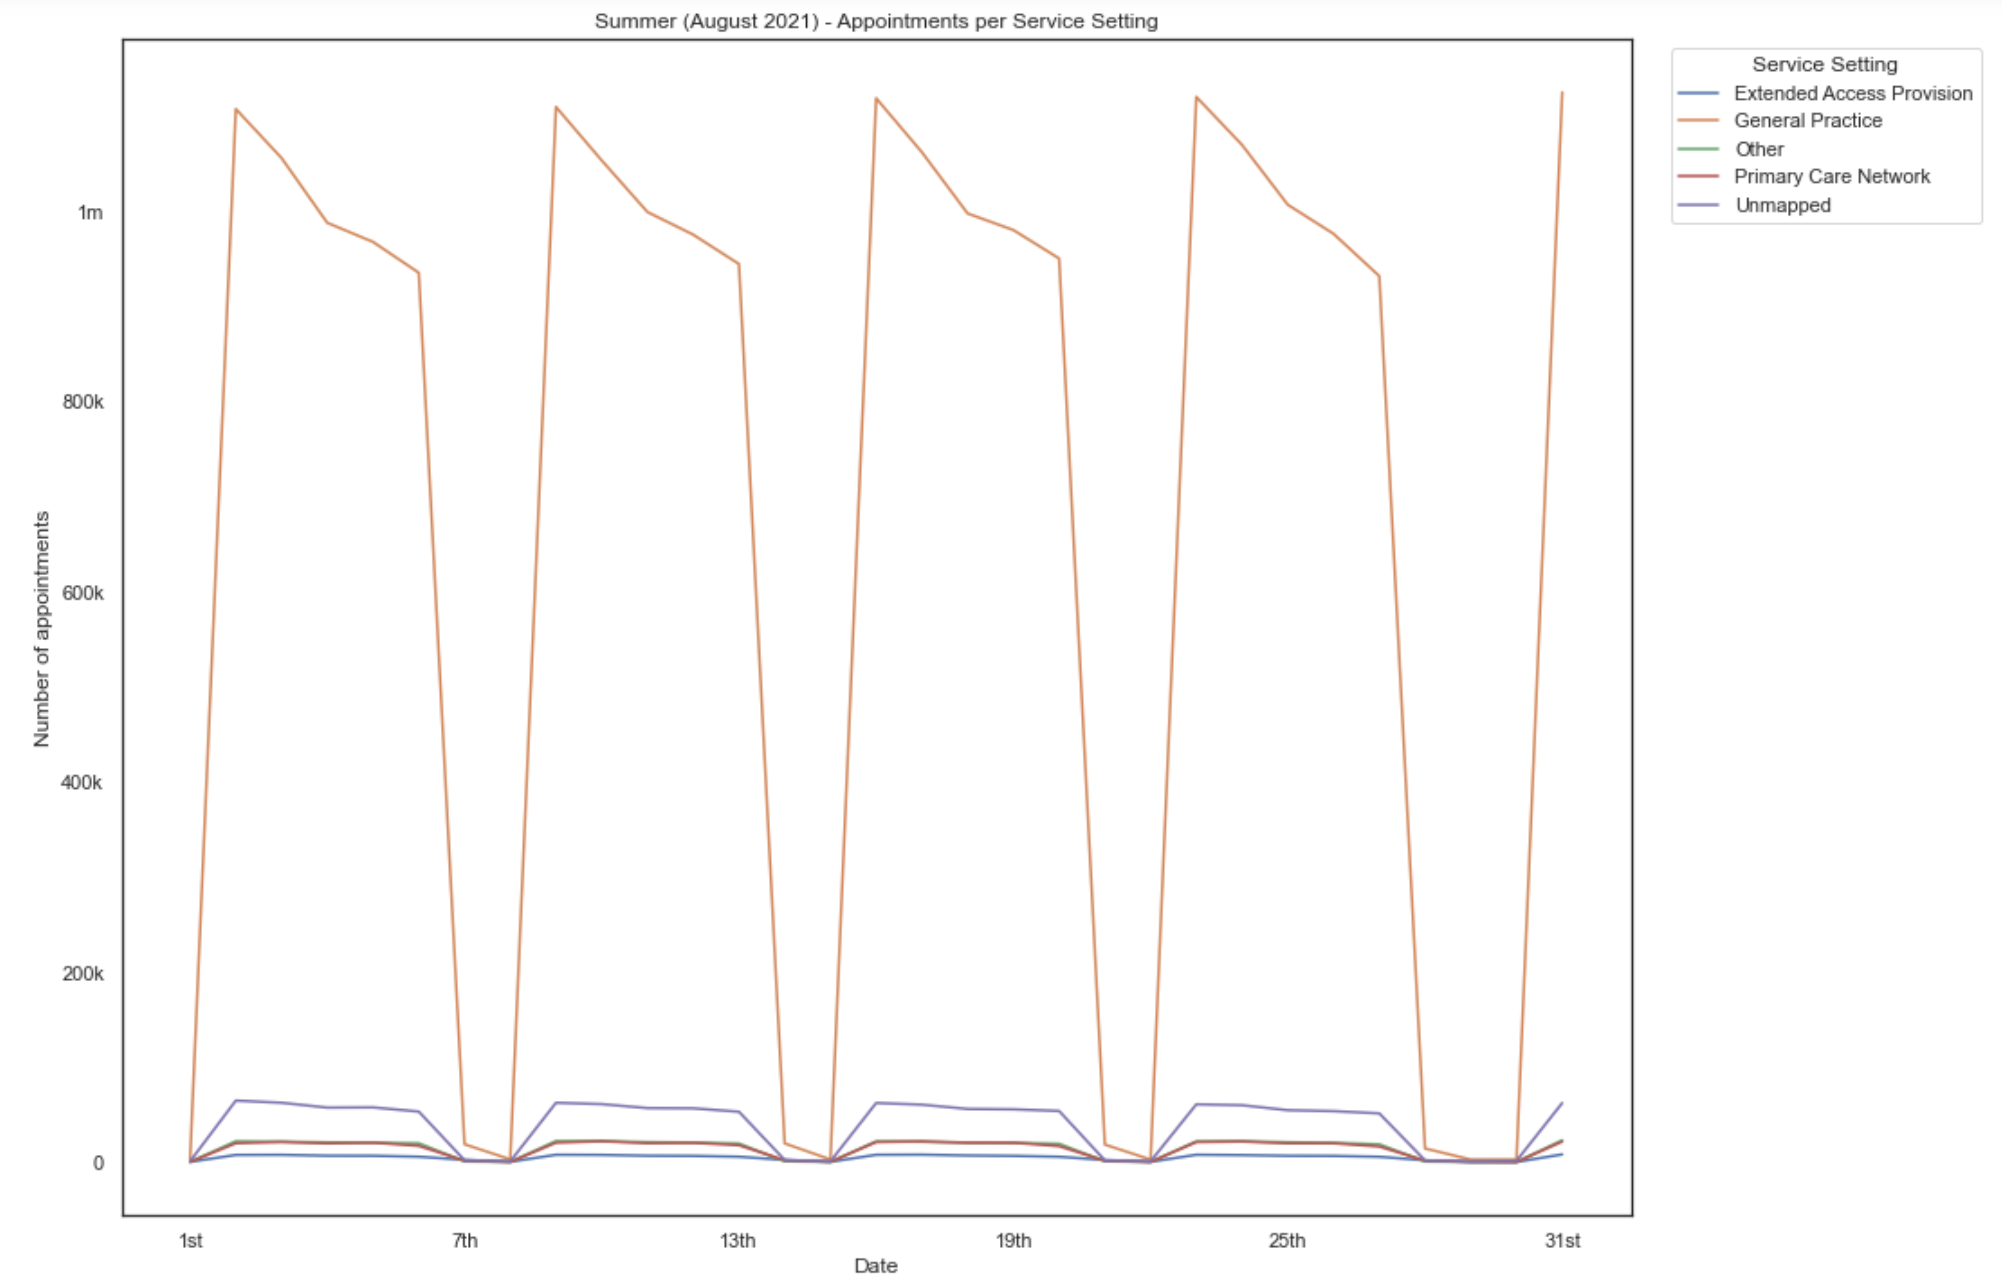 Summer (August 2021) - Appointments per Service Setting
Service Setting
Extended Access Provision
General Practice
Other
Primary Care Network
Unmapped
Number of appointments
1m
800k
600k
400k
200k
0
1st 7th 13th 19th 25th 31st
Date